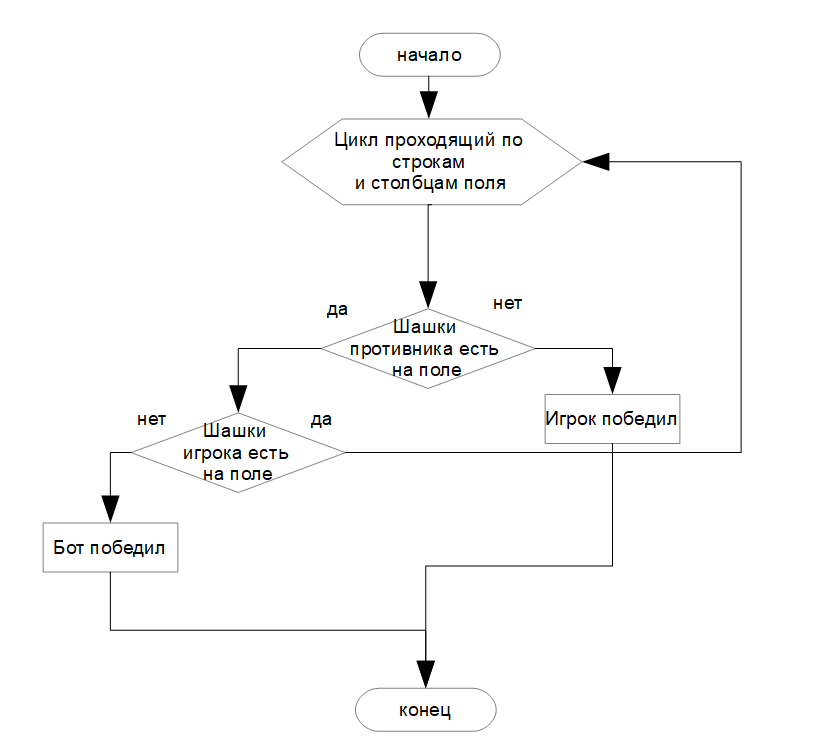 начало
Цикл проходящий по
строкам
и столбцам поля
да
нет
Шашки
противника есть
на поле
нет
да
Шашки
игрока есть
на поле
Игрок победил
Бот победил
конец